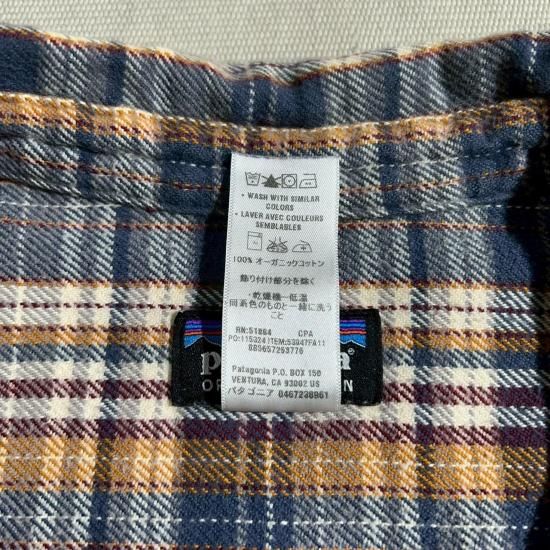 • WASH WITH SIMILAR
COLORS
• LAVER AVEC COULEURS
SEMBLABLES
100% オーガニックコットン
飾り付け部分を除く
乾燥機-低温
同系色のものと一緒に洗う
こと
RN:51884 CPA
PO:115324 ITEM:53947FA11
883657253776
Patagonia P.O. BOX 150
VENTURA, CA 93002 US
パタゴニア 0467238961